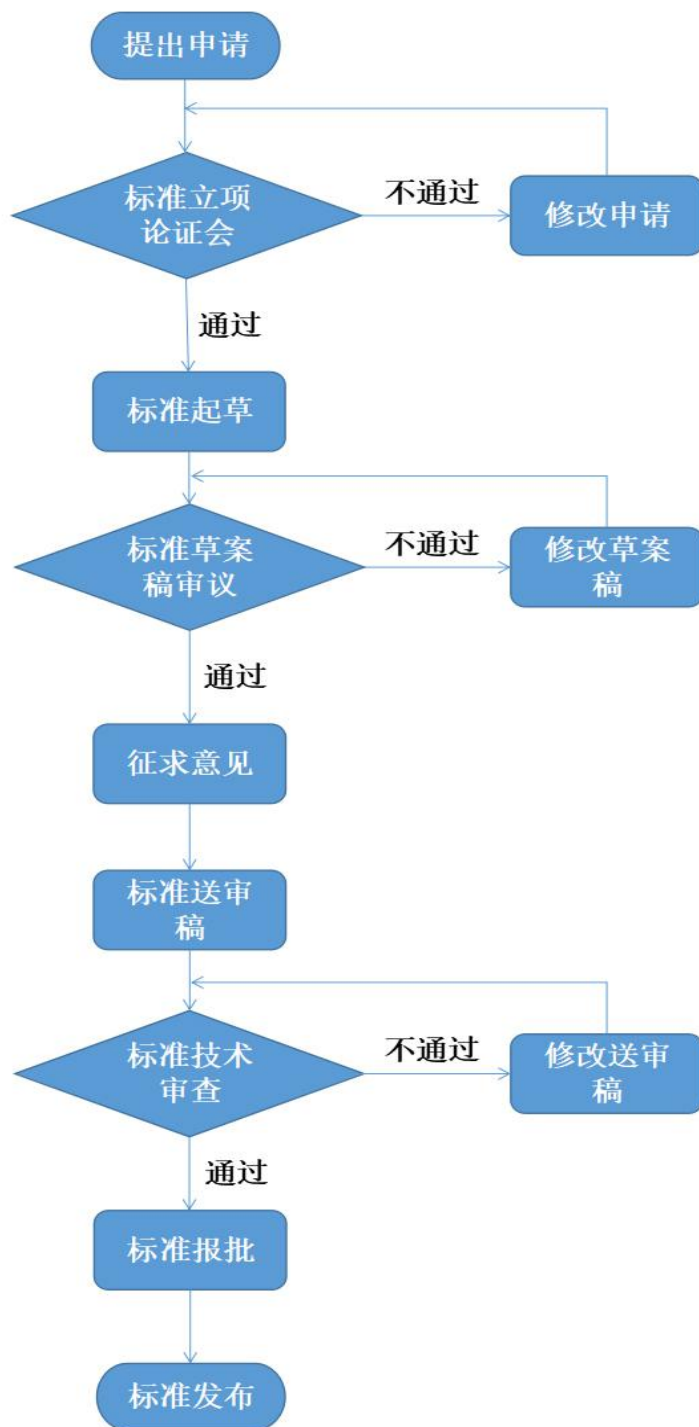 提出申请
标准立项
论证会
不通过
修改申请
通过
标准起草
标准草案
稿审议
不通过
修改草案
稿
通过
征求意见
标准送审
稿
标准技术
审查
不通过
修改送审
稿
通过
标准报批
标准发布